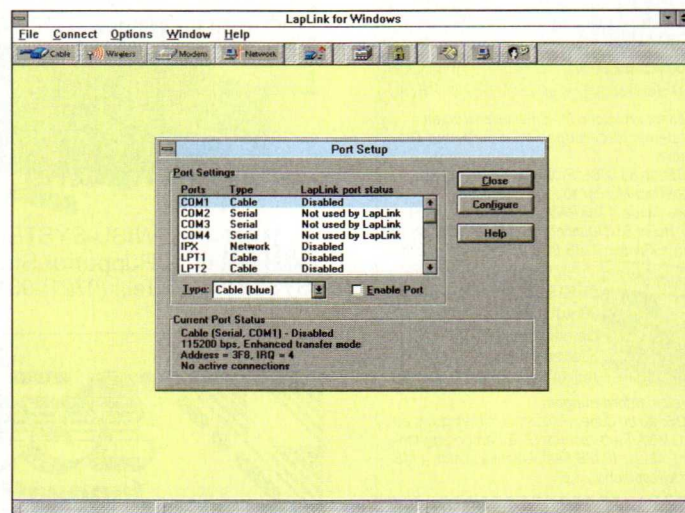 LapLink for Windows
File Connect Options Window Help
Cable Wireless Modem Network
Port Setup
Port Settings
Ports Type LapLink port status
COM1 Cable Disabled
COM2 Serial Not used by LapLink
COM3 Serial Not used by LapLink
COM4 Serial Not used by LapLink
IPX Network Disabled
LPT1 Cable Disabled
LPT2 Cable Disabled
Type: Cable (blue) Enable Port
Close
Configure
Help
Current Port Status
Cable (Serial, COM1) - Disabled
115200 bps, Enhanced transfer mode
Address = 3F8, IRQ = 4
No active connections